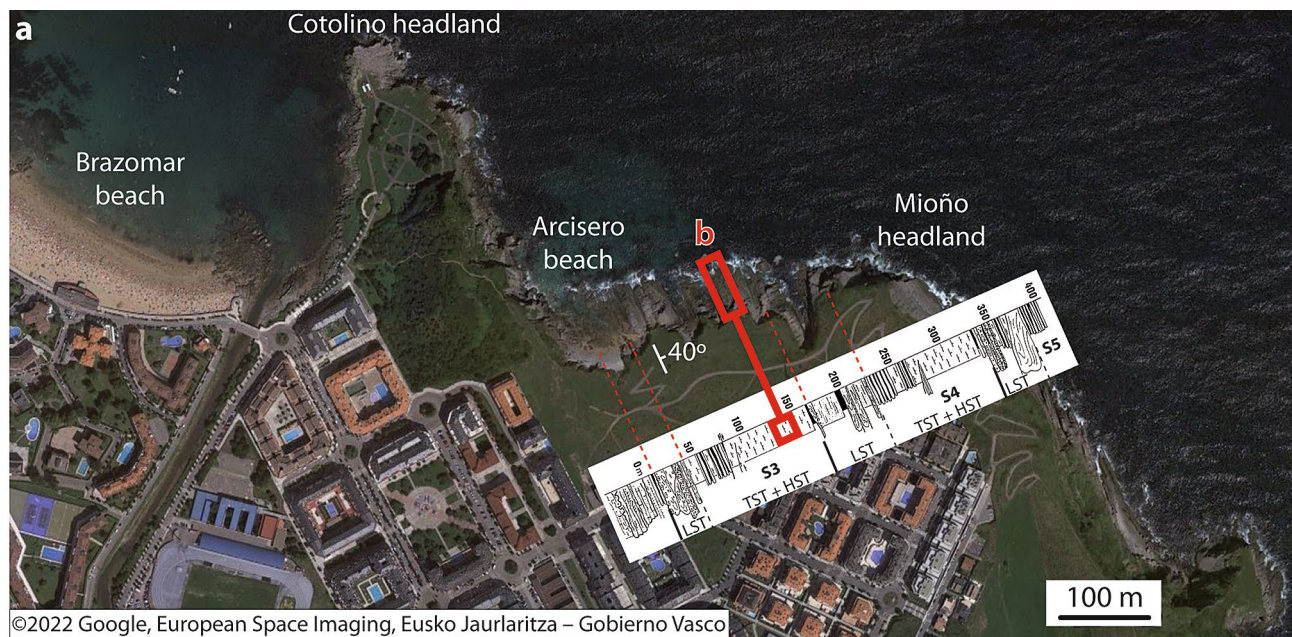 a
Cotolino headland
Brazomar
beach
Arcisero
beach
b
Mioño
headland
40º
0 m
50
100
150
200
250
300
350
400
S3
S4
S5
LST
TST + HST
LST
TST + HST
LST
100 m
©2022 Google, European Space Imaging, Eusko Jaurlaritza – Gobierno Vasco